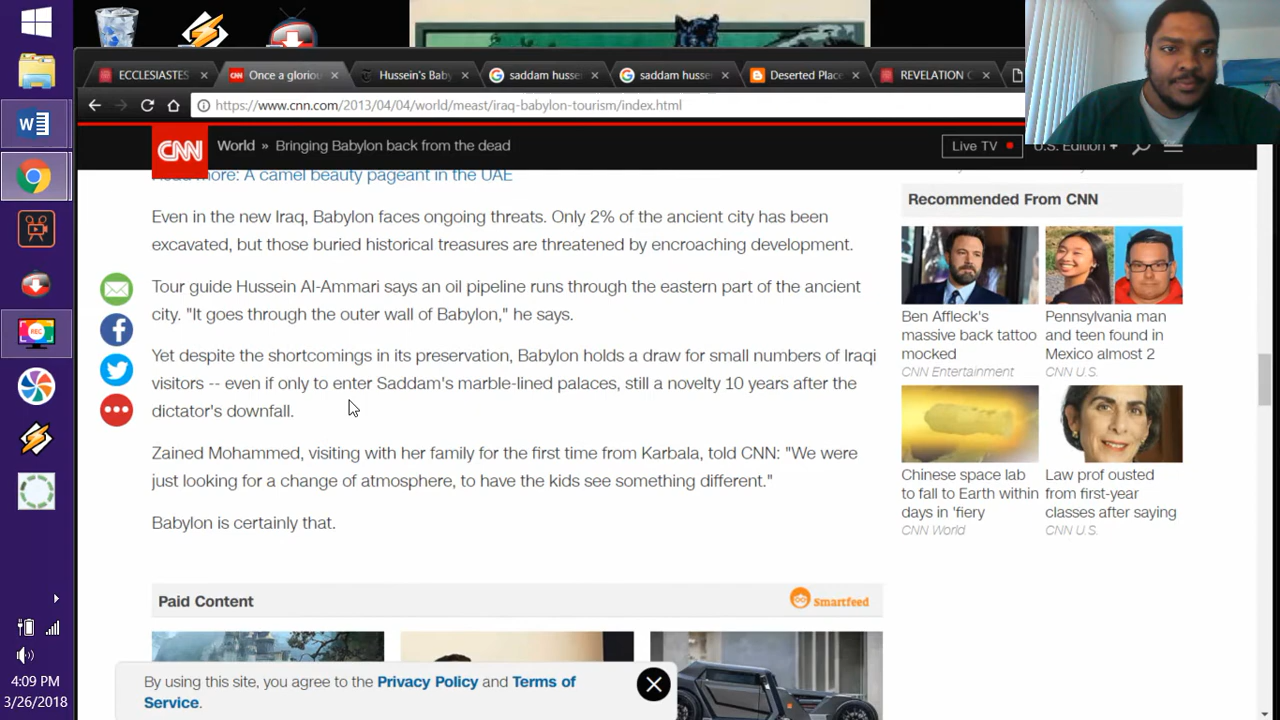 ECCLESIASTES
Once a gloriou
Hussein's Bab
saddam husse
saddam husse
Deserted Place
REVELATION
https://www.cnn.com/2013/04/04/world/meast/iraq-babylon-tourism/index.html
CNN
World » Bringing Babylon back from the dead
Live TV
U.S. Edition +
Read more: A camel beauty pageant in the UAE
Even in the new Iraq, Babylon faces ongoing threats. Only 2% of the ancient city has been
excavated, but those buried historical treasures are threatened by encroaching development.
Tour guide Hussein Al-Ammari says an oil pipeline runs through the eastern part of the ancient
city. "It goes through the outer wall of Babylon," he says.
Yet despite the shortcomings in its preservation, Babylon holds a draw for small numbers of Iraqi
visitors -- even if only to enter Saddam's marble-lined palaces, still a novelty 10 years after the
dictator's downfall.
Zained Mohammed, visiting with her family for the first time from Karbala, told CNN: "We were
just looking for a change of atmosphere, to have the kids see something different."
Babylon is certainly that.
Recommended From CNN
Ben Affleck's
massive back tattoo
mocked
CNN Entertainment
Pennsylvania man
and teen found in
Mexico almost 2
CNN U.S.
Chinese space lab
to fall to Earth within
days in 'fiery
CNN World
Law prof ousted
from first-year
classes after saying
CNN U.S.
Paid Content
Smartfeed
By using this site, you agree to the Privacy Policy and Terms of
Service.
REC
4:09 PM
3/26/2018